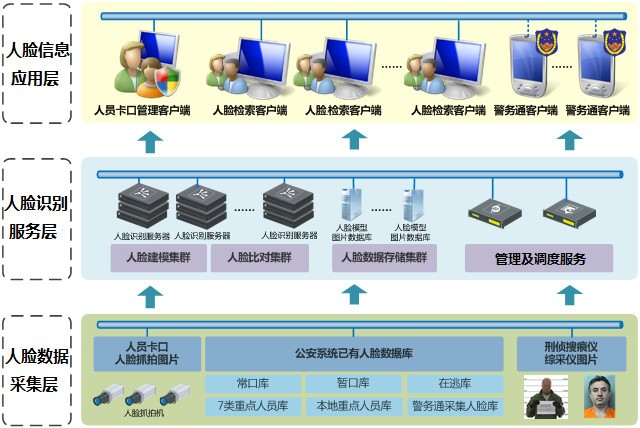 人脸信息
应用层
人员卡口管理客户端
人脸检索客户端
人脸检索客户端
......
人脸检索客户端
警务通客户端
......
警务通客户端
人脸识别
服务层
人脸识别服务器
人脸识别服务器
......
人脸识别服务器
人脸模型
图片数据库
......
人脸模型
图片数据库
人脸建模集群
人脸比对集群
人脸数据存储集群
管理及调度服务
人脸数据
采集层
人员卡口
人脸抓拍图片
人脸抓拍机
公安系统已有人脸数据库
常口库
暂口库
在逃库
7类重点人员库
本地重点人员库
警务通采集人脸库
刑侦搜痕仪
综采仪图片